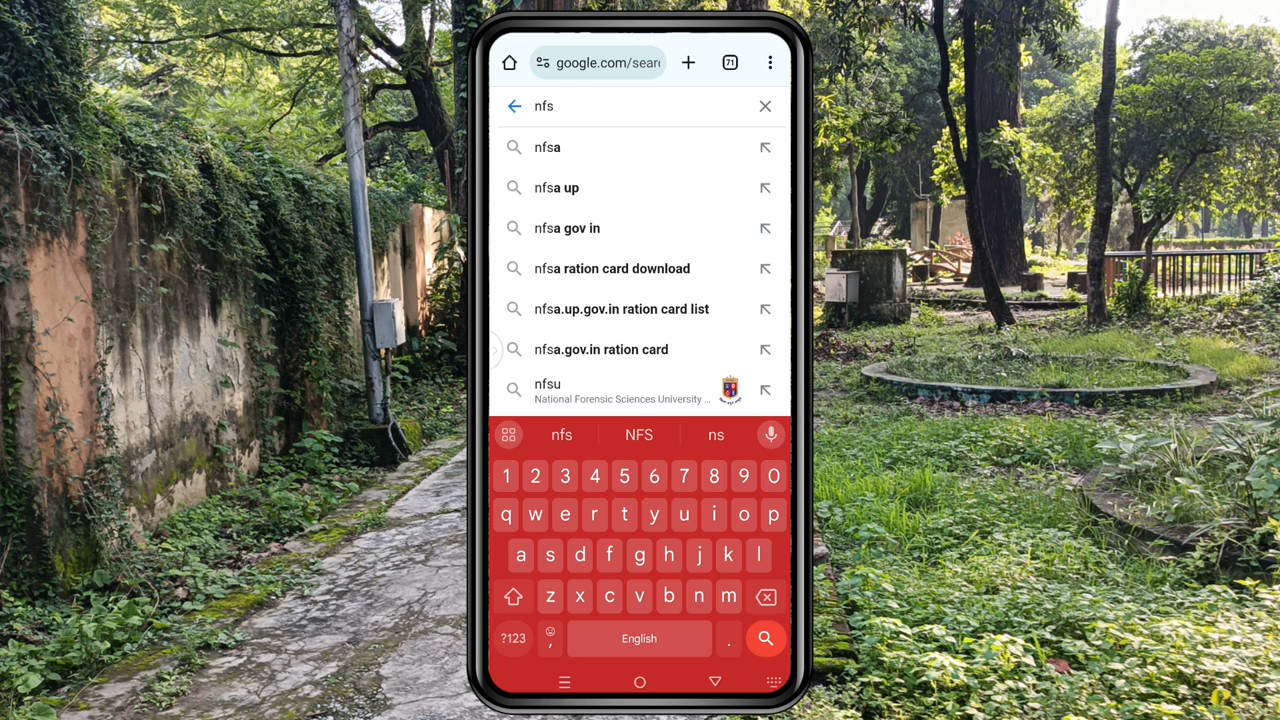 google.com/sear
71
nfs
nfsa
nfsa up
nfsa gov in
nfsa ration card download
nfsa.up.gov.in ration card list
nfsa.gov.in ration card
nfsu
National Forensic Sciences University ...
nfs NFS ns
1 2 3 4 5 6 7 8 9 0
q w e r t y u i o p
a s d f g h j k l
z x c v b n m
?123 , English .